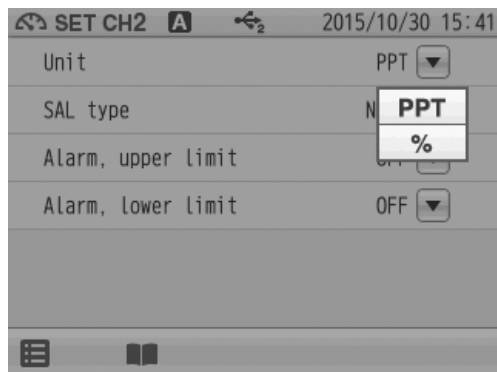 SET CH2 A 2 2015/10/30 15:41
Unit PPT
SAL type N
PPT
%
Alarm, upper limit
Alarm, lower limit OFF